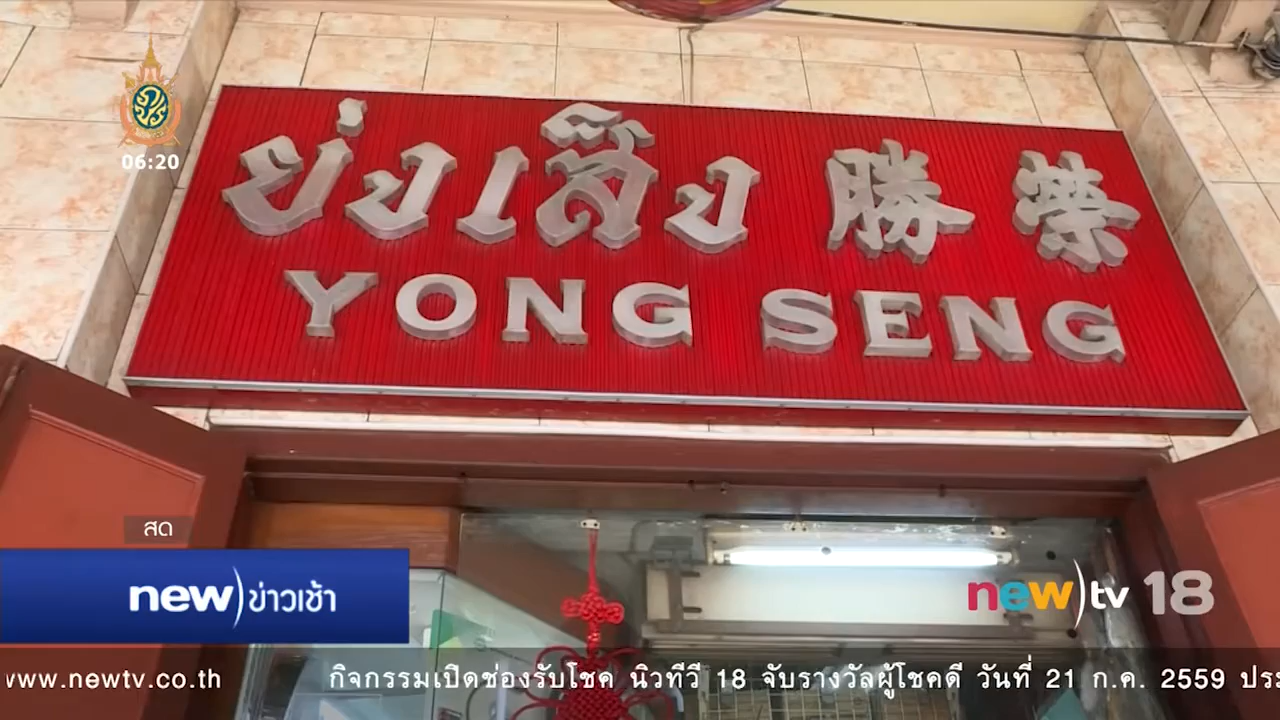 06:20
ย่งเส็ง 勝榮
YONG SENG
สด
new)ข่าวเช้า
new)tv 18
www.newtv.co.th กิจกรรมเปิดช่องรับโชค นิวทีวี 18 จับรางวัลผู้โชคดี วันที่ 21 ก.ค. 2559